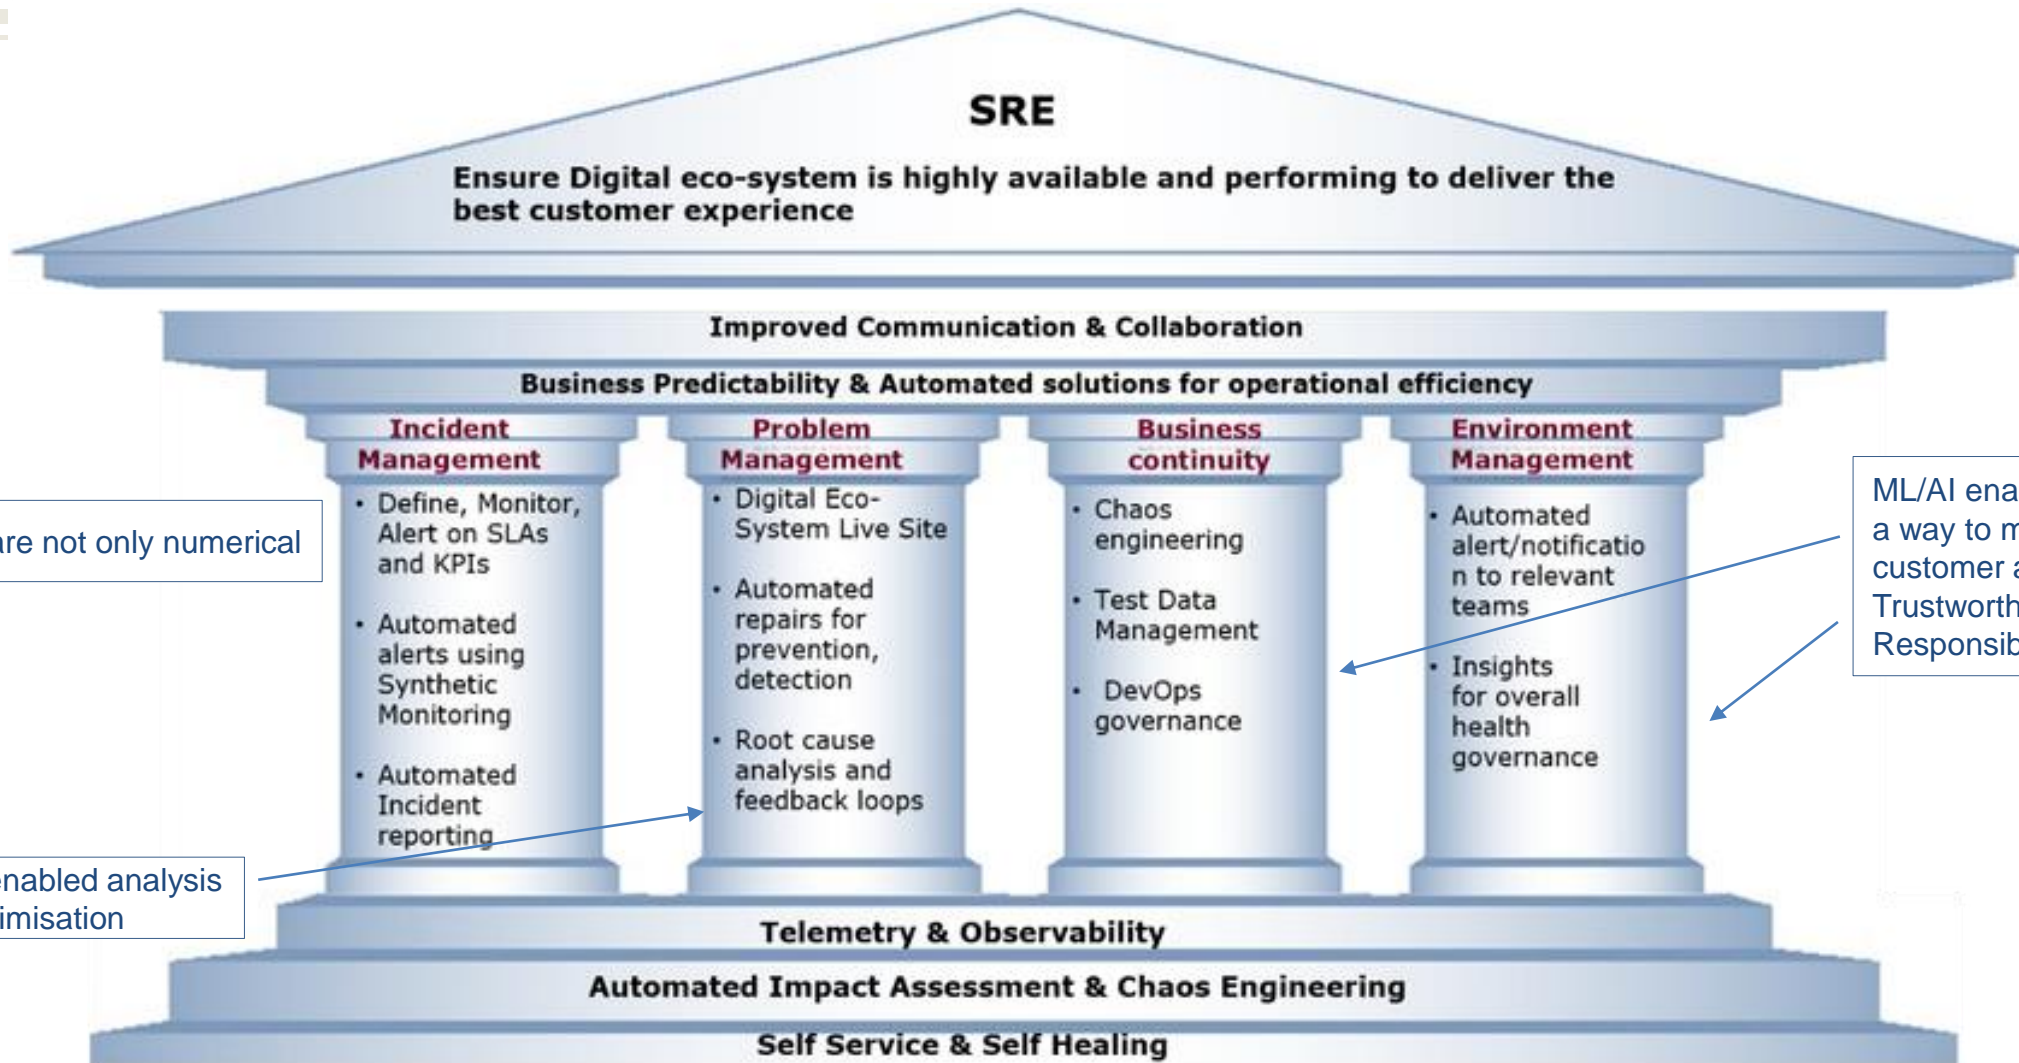 SRE
Ensure Digital eco-system is highly available and performing to deliver the
best customer experience
Improved Communication & Collaboration
Business Predictability & Automated solutions for operational efficiency
Incident
Management
• Define, Monitor,
Alert on SLAs
and KPIs
• Automated
alerts using
Synthetic
Monitoring
• Automated
Incident
reporting
Problem
Management
• Digital Eco-
System Live Site
• Automated
repairs for
prevention,
detection
• Root cause
analysis and
feedback loops
Business
continuity
• Chaos
engineering
• Test Data
Management
• DevOps
governance
Environment
Management
• Automated
alert/notificatio
n to relevant
teams
• Insights
for overall
health
governance
are not only numerical
enabled analysis
imisation
ML/AI ena
a way to m
customer a
Trustworth
Responsib
Telemetry & Observability
Automated Impact Assessment & Chaos Engineering
Self Service & Self Healing